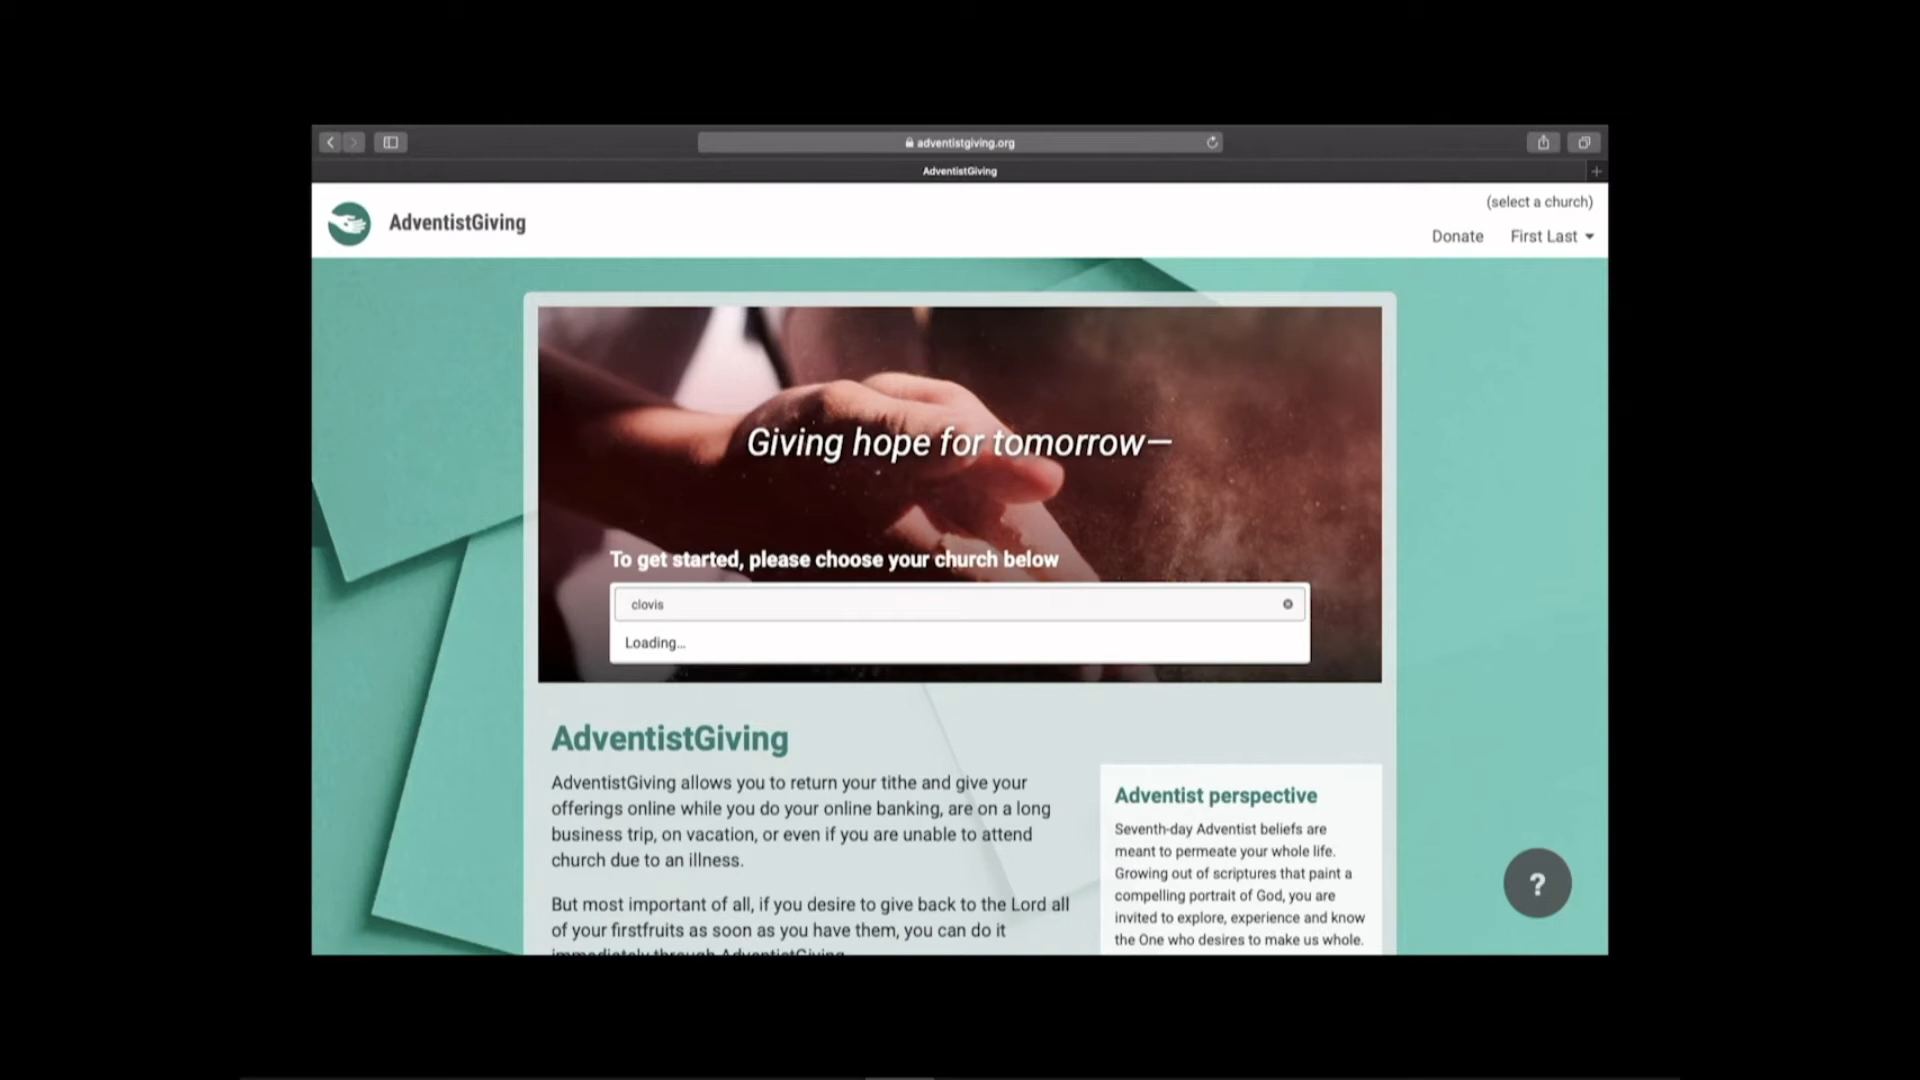 adventistgiving.org
AdventistGiving
(select a church)
AdventistGiving
Donate
First Last
Giving hope for tomorrow—
To get started, please choose your church below
clovis
Loading...
AdventistGiving
AdventistGiving allows you to return your tithe and give your
offerings online while you do your online banking, are on a long
business trip, on vacation, or even if you are unable to attend
church due to an illness.
But most important of all, if you desire to give back to the Lord all
of your firstfruits as soon as you have them, you can do it
immediately through AdventistGiving
Adventist perspective
Seventh-day Adventist beliefs are
meant to permeate your whole life.
Growing out of scriptures that paint a
compelling portrait of God, you are
invited to explore, experience and know
the One who desires to make us whole.
?